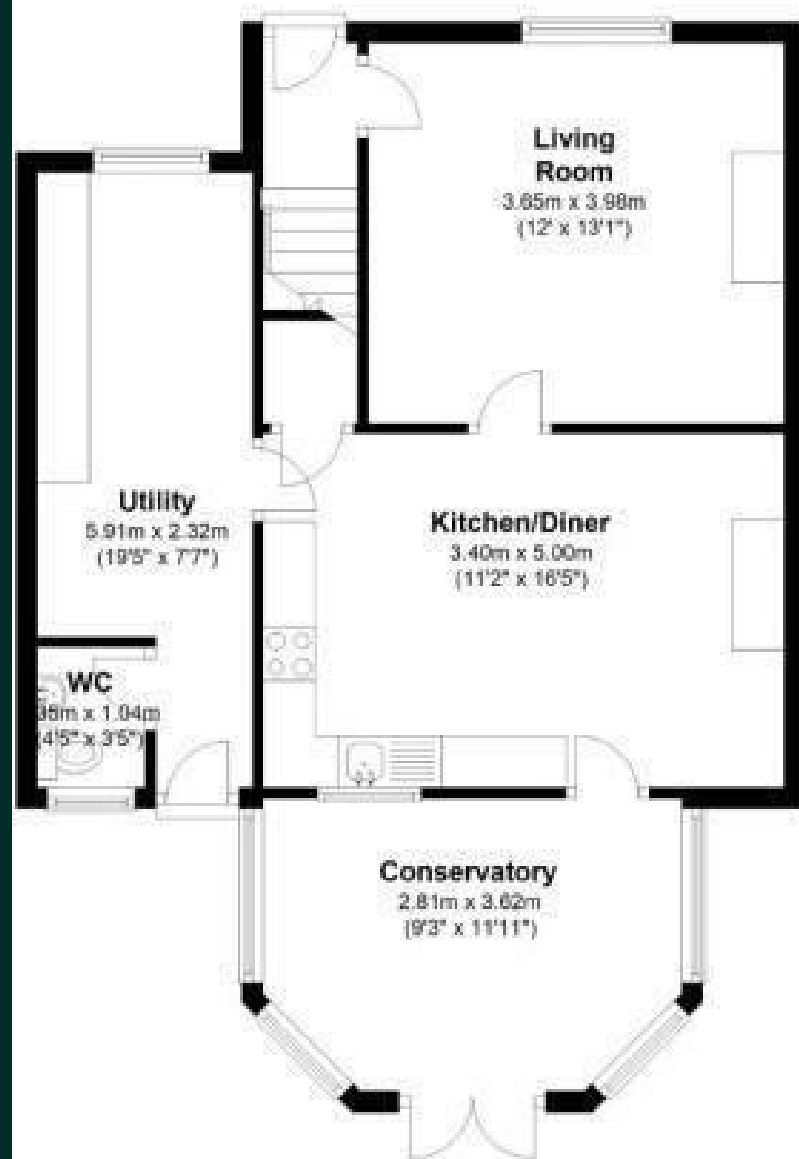 Living
Room
3.65m x 3.98m
(12' x 13'1")
Utility
5.91m x 2.32m
(19'5" x 7'7")
Kitchen/Diner
3.40m x 5.00m
(11'2" x 16'5")
WC
x 1.04m
(4'5" x 3'5")
Conservatory
2.81m x 3.62m
(9'3" x 11'11")